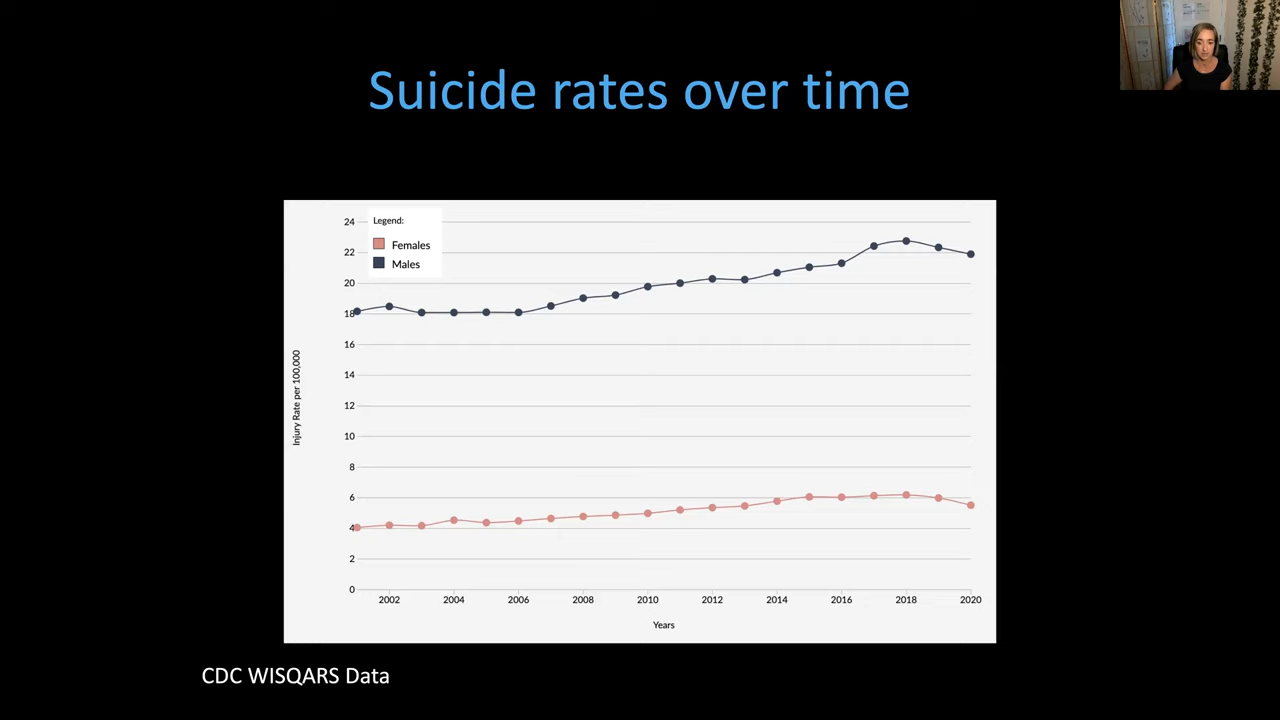 Suicide rates over time
Legend:
Females
Males
24
22
20
18
16
14
12
10
8
6
4
2
0
Injury Rate per 100,000
2002 2004 2006 2008 2010 2012 2014 2016 2018 2020
Years
CDC WISQARS Data